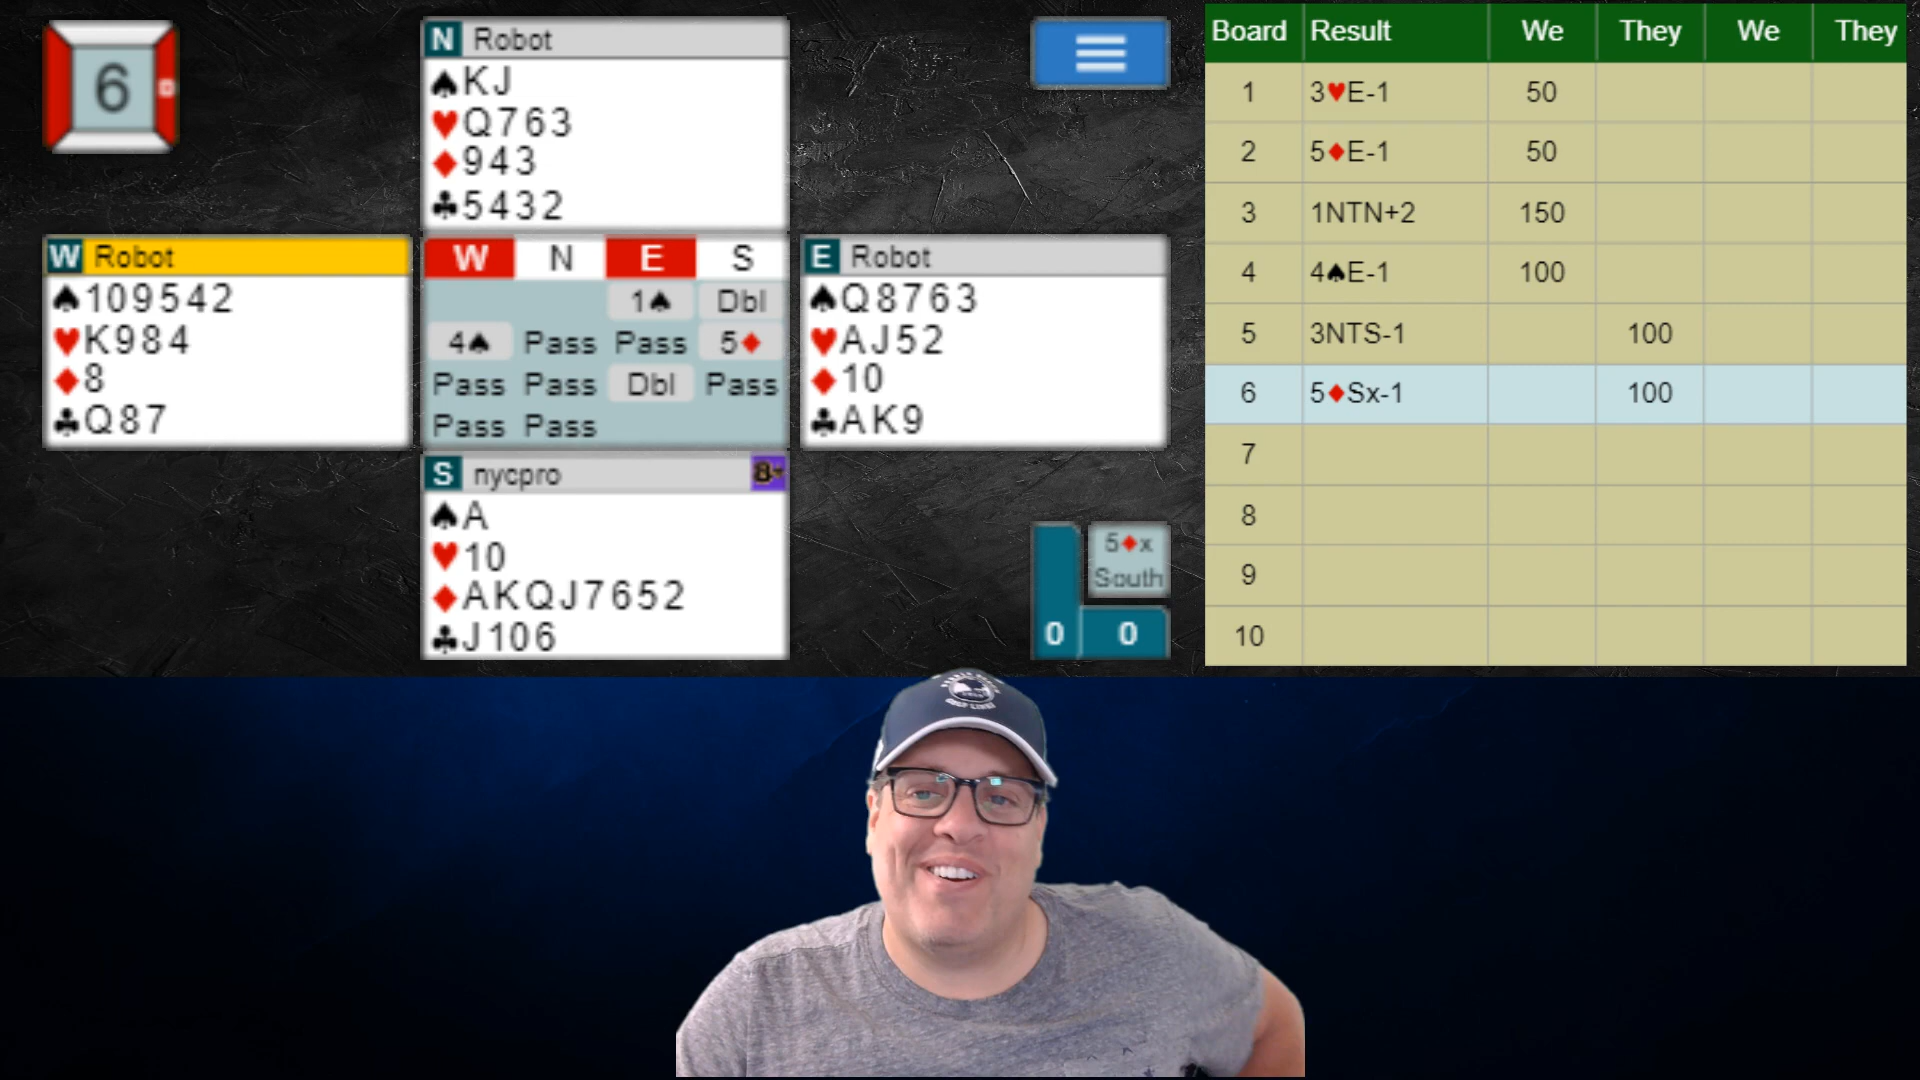 6
D
N Robot
♠KJ
♥Q763
♦943
♣5432
W Robot
♠109542
♥K984
♦8
♣Q87
W N E S
1♠ Dbl
4♠ Pass Pass 5♦
Pass Pass Dbl Pass
Pass Pass
E Robot
♠Q8763
♥AJ52
♦10
♣AK9
S nycpro
♠A
♥10
♦AKQJ7652
♣J106
5♦x
South
0 0
Board Result We They We They
1 3♥E-1 50
2 5♦E-1 50
3 1NTN+2 150
4 4♠E-1 100
5 3NTS-1 100
6 5♦Sx-1 100
7
8
9
10